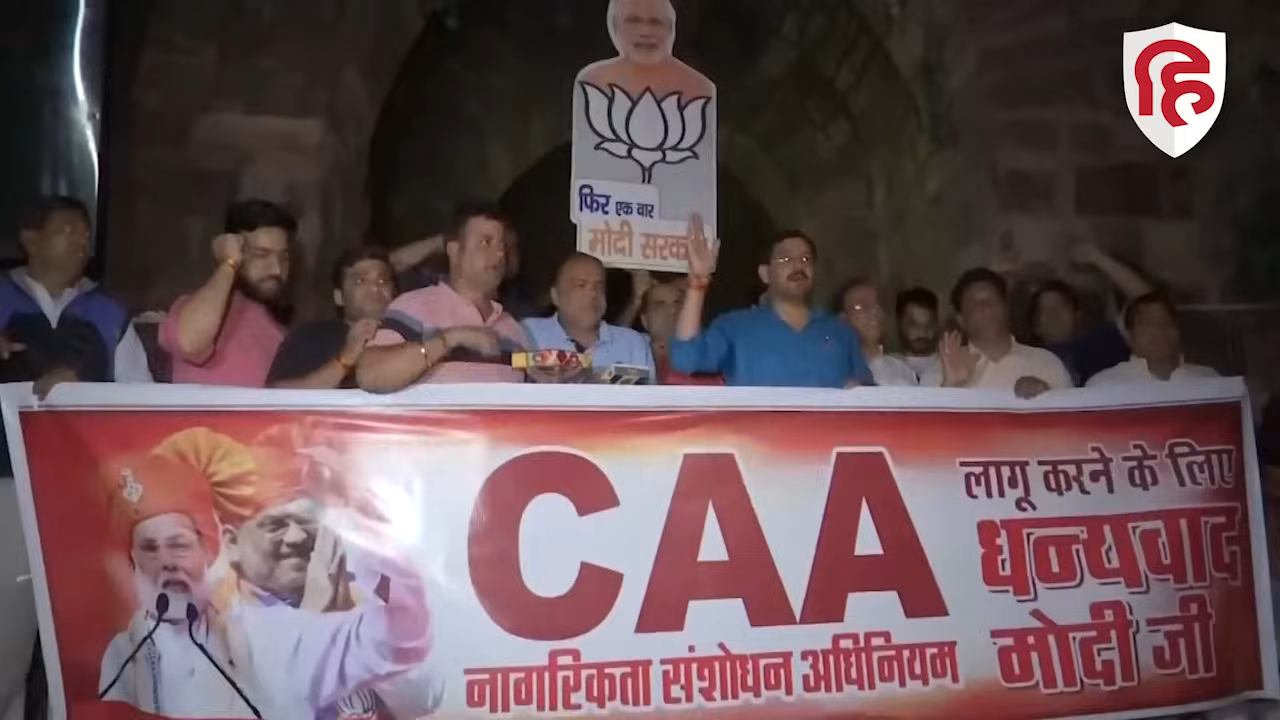 हि
फिर एक बार
मोदी सरकार
CAA
नागरिकता संशोधन अधिनियम
लागू करने के लिए
धन्यवाद
मोदी जी